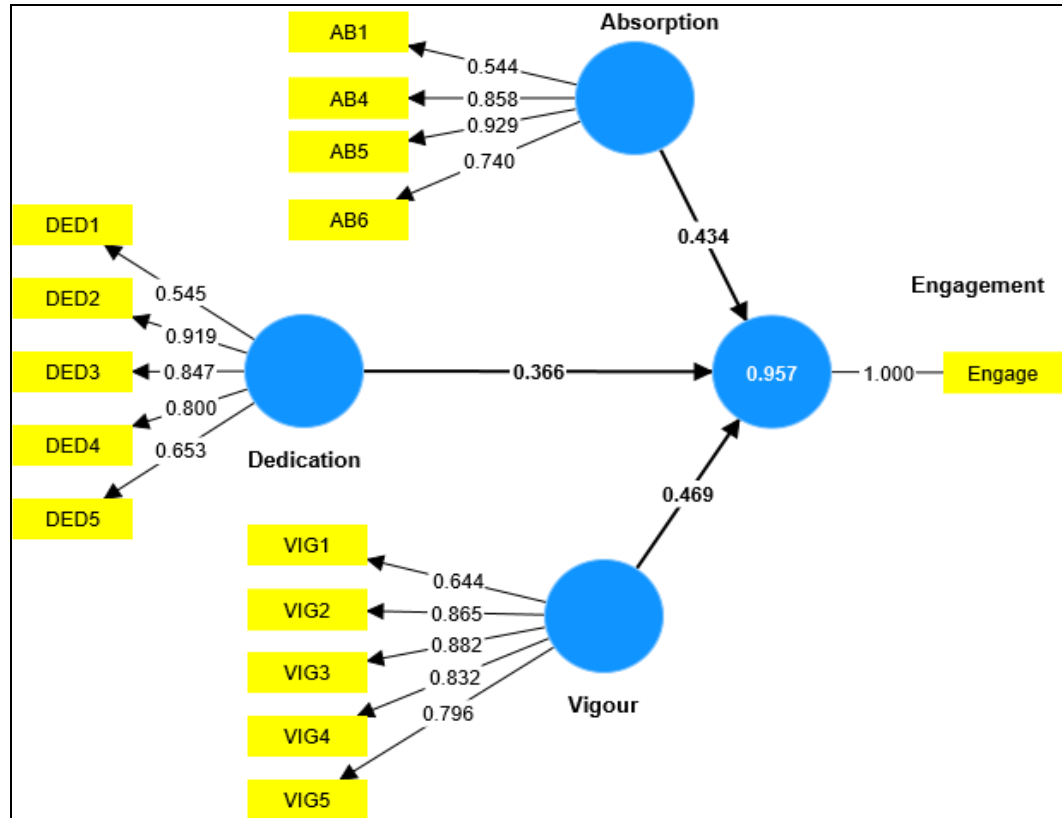 Absorption
AB1
0.544
AB4
0.858
AB5
0.929
0.740
AB6
DED1
0.434
0.545
DED2
Engagement
0.919
DED3
0.847
0.366
0.957
1.000
Engage
0.800
DED4
0.653
Dedication
DED5
0.469
VIG1
0.644
VIG2
0.865
0.882
VIG3
0.832
Vigour
0.796
VIG4
VIG5